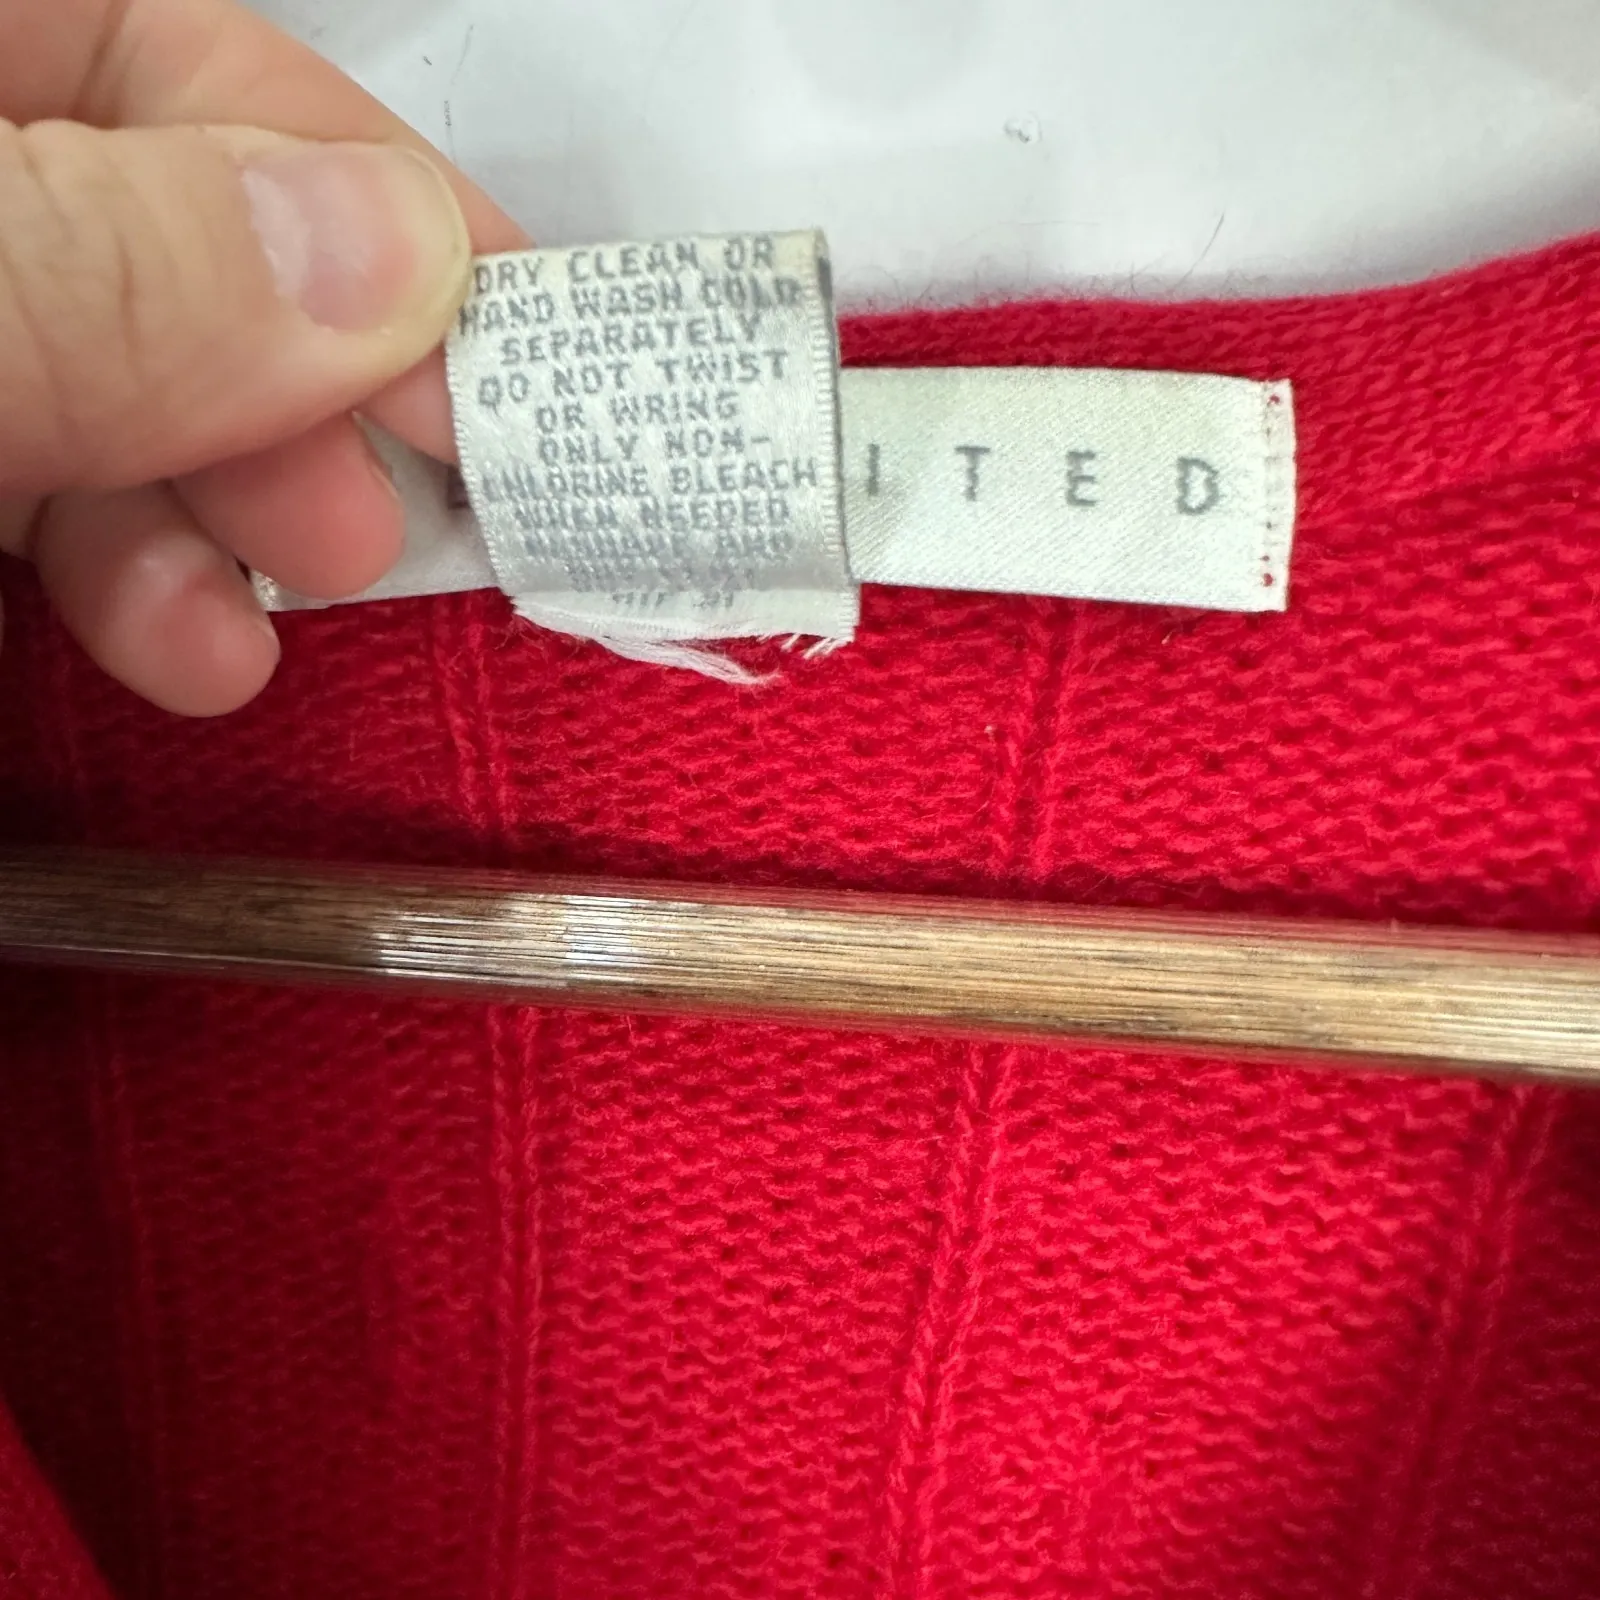 DRY CLEAN OR
HAND WASH COLD
SEPARATELY
DO NOT TWIST
OR WRING
ONLY NON-
CHLORINE BLEACH
WHEN NEEDED
ITED